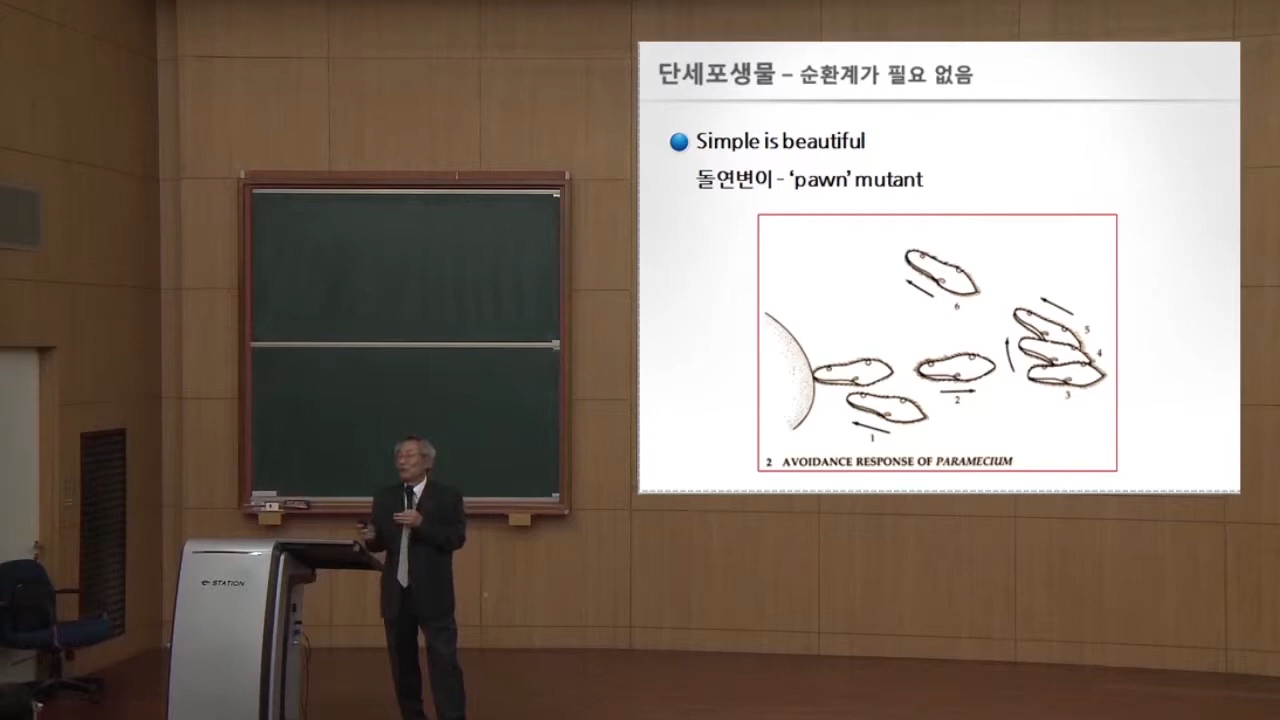 단세포생물 – 순환계가 필요 없음
Simple is beautiful
돌연변이 - ‘pawn’ mutant
6
5
4
3
2
1
2 AVOIDANCE RESPONSE OF PARAMECIUM
STATION